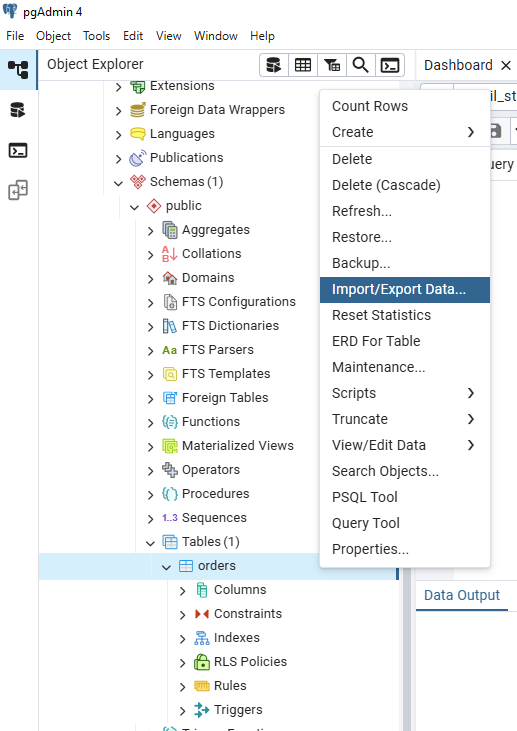 pgAdmin 4
File Object Tools Edit View Window Help
Object Explorer
Dashboard
Extensions
Foreign Data Wrappers
Languages
Publications
Schemas (1)
public
Aggregates
Collations
Domains
FTS Configurations
FTS Dictionaries
FTS Parsers
FTS Templates
Foreign Tables
Functions
Materialized Views
Operators
Procedures
1..3 Sequences
Tables (1)
orders
Columns
Constraints
Indexes
RLS Policies
Rules
Triggers
Count Rows
Create
Delete
Delete (Cascade)
Refresh...
Restore...
Backup...
Import/Export Data...
Reset Statistics
ERD For Table
Maintenance...
Scripts
Truncate
View/Edit Data
Search Objects...
PSQL Tool
Query Tool
Properties...
Data Output